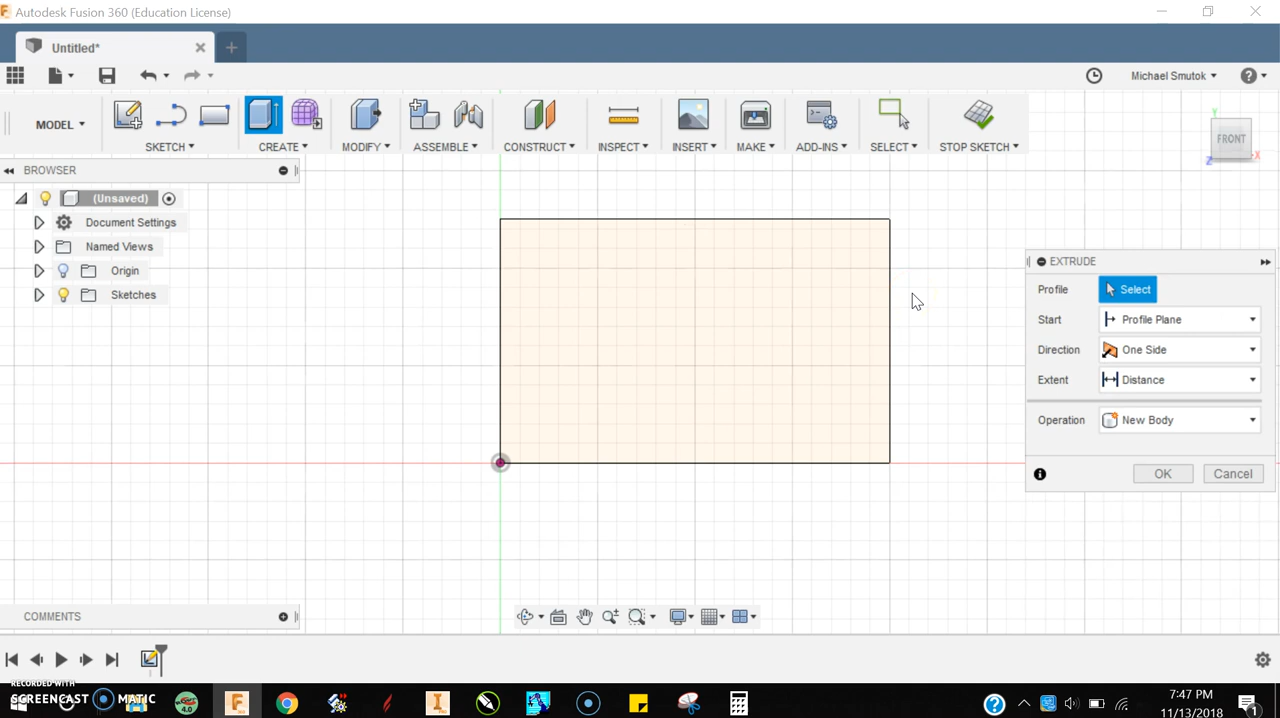 Autodesk Fusion 360 (Education License)
Untitled*
Michael Smutok
MODEL
SKETCH
CREATE
MODIFY
ASSEMBLE
CONSTRUCT
INSPECT
INSERT
MAKE
ADD-INS
SELECT
STOP SKETCH
Y
FRONT
Z
X
BROWSER
(Unsaved)
Document Settings
Named Views
Origin
Sketches
EXTRUDE
Profile
Select
Start
Profile Plane
Direction
One Side
Extent
Distance
Operation
New Body
OK
Cancel
COMMENTS
RECORDED WITH
SCREENCAST MATIC
4.0
7:47 PM
11/13/2018
1